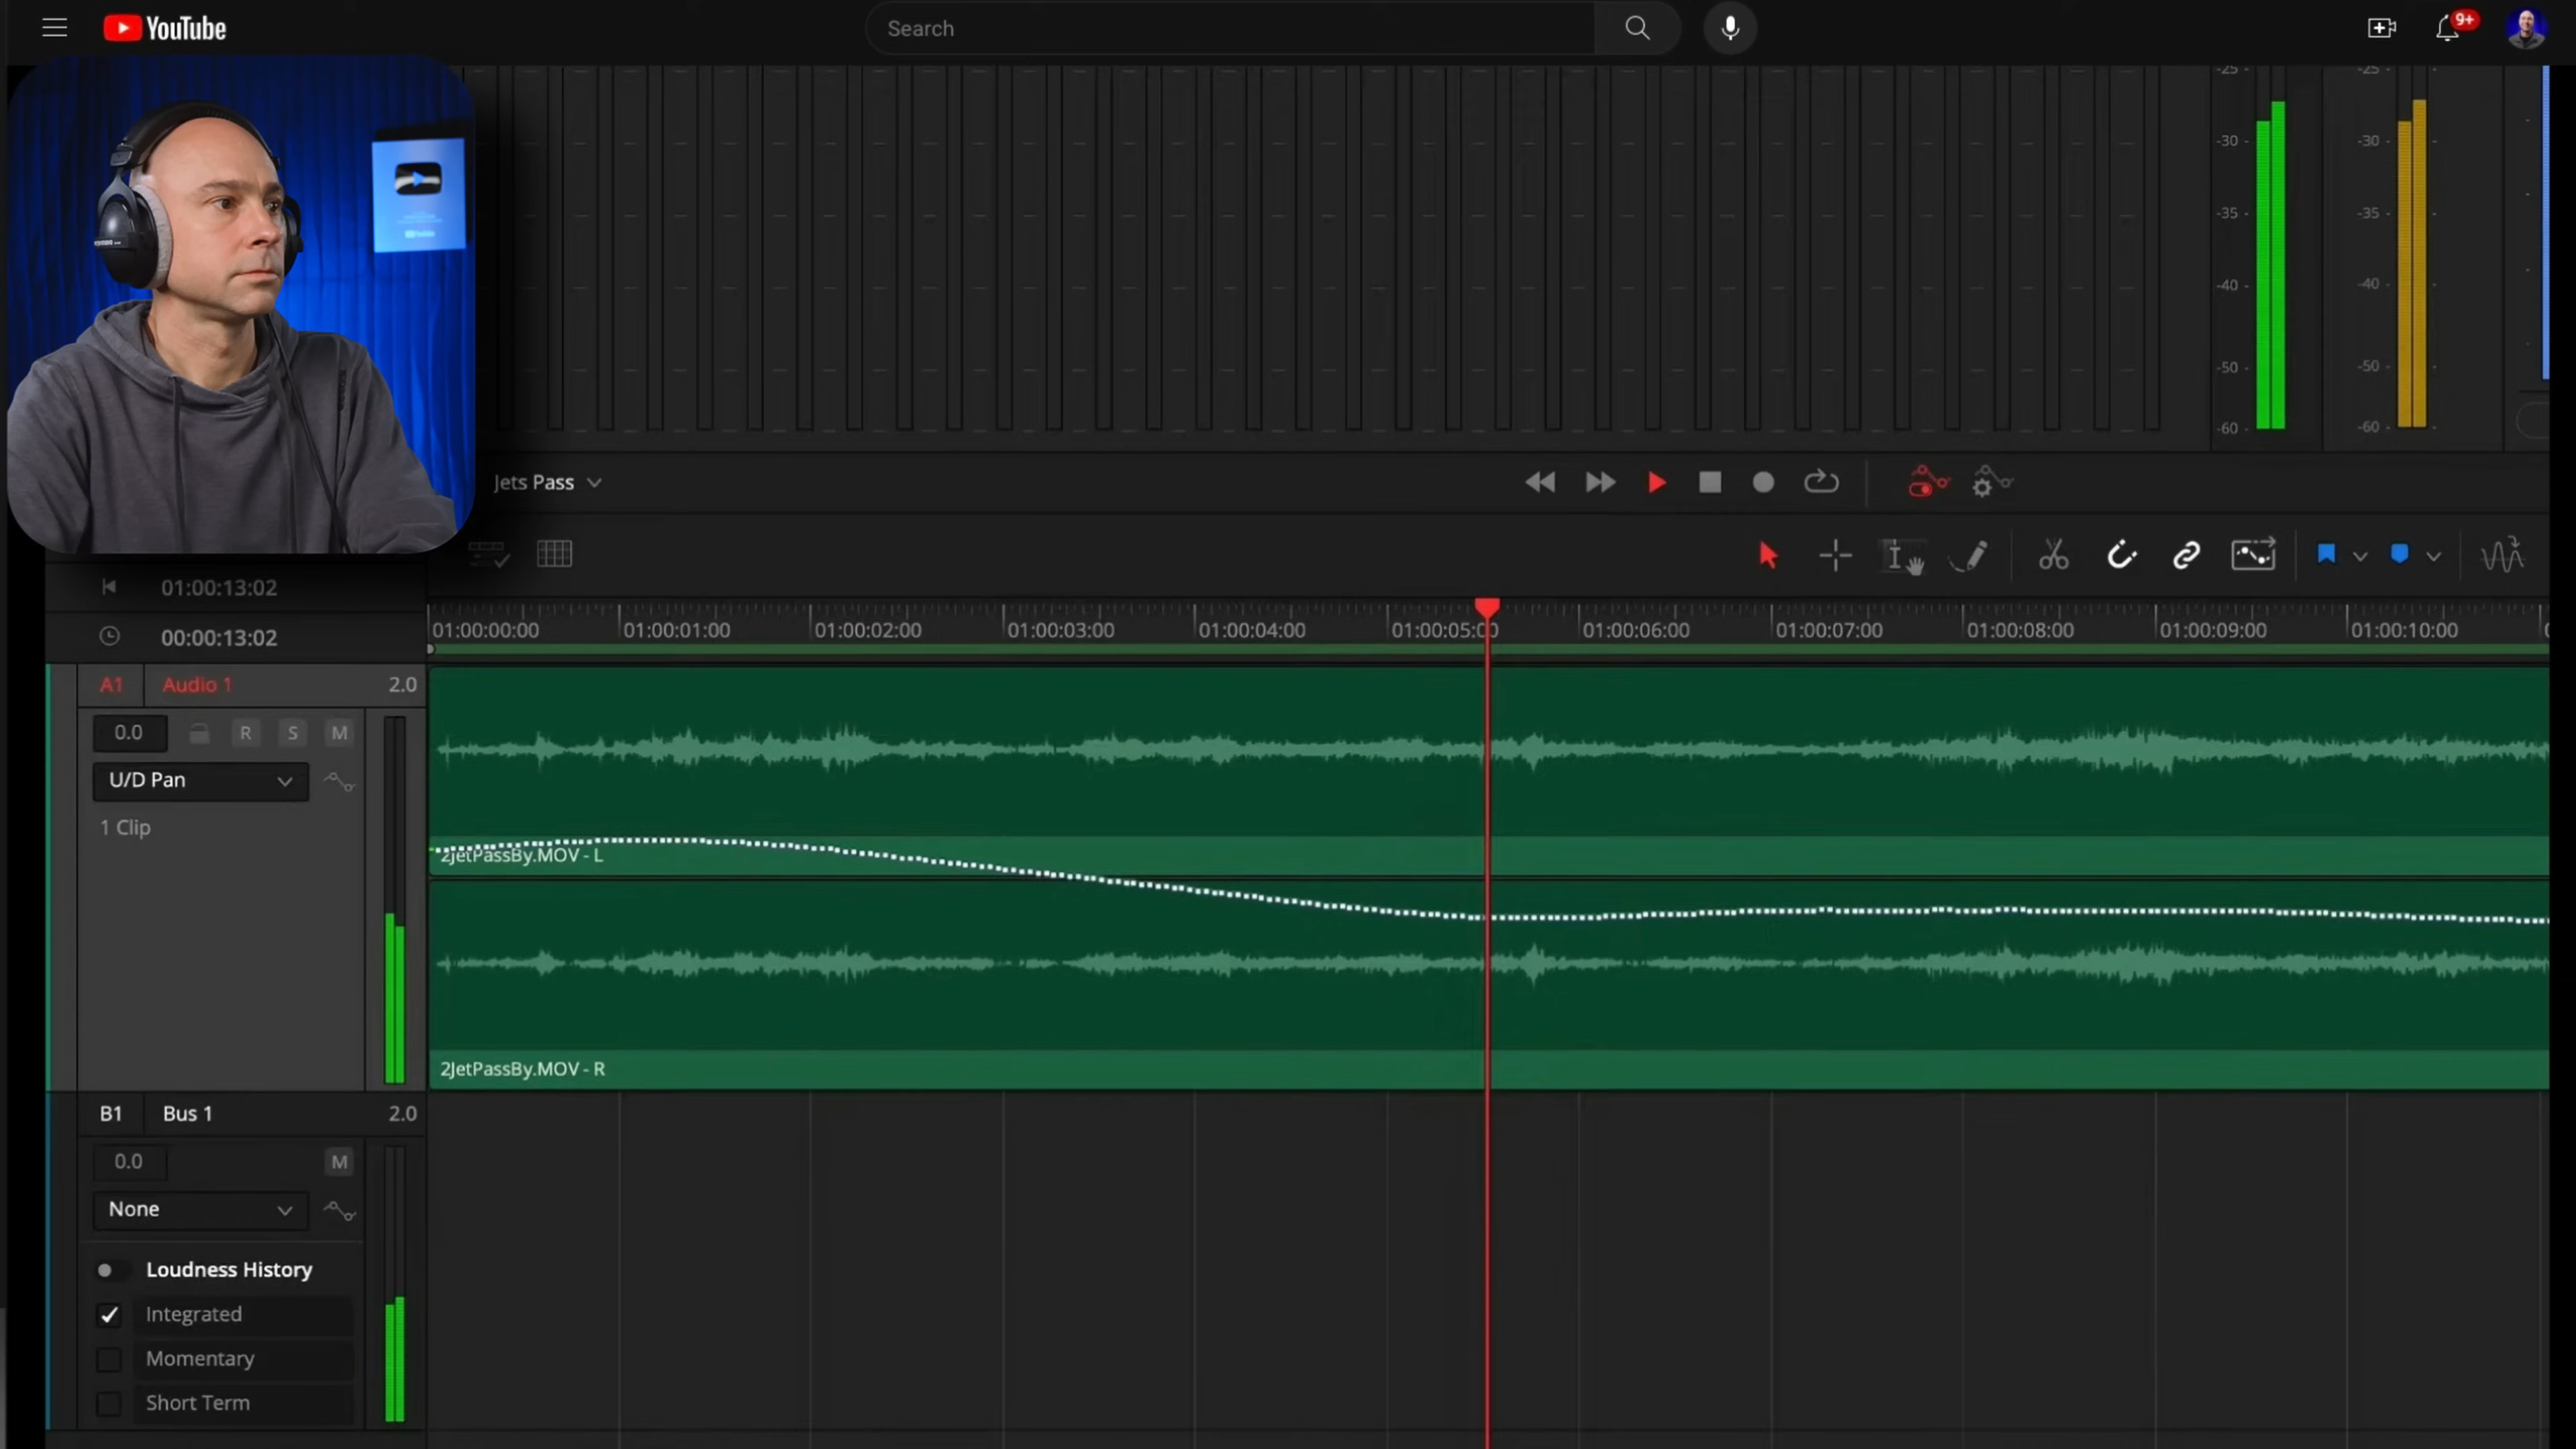 YouTube
Search
9+
-25 -25
-30 -30
-35 -35
-40 -40
-50 -50
-60 -60
Jets Pass
01:00:13:02
00:00:13:02
01:00:00:00 01:00:01:00 01:00:02:00 01:00:03:00 01:00:04:00 01:00:05:00 01:00:06:00 01:00:07:00 01:00:08:00 01:00:09:00 01:00:10:00
A1 Audio 1 2.0
0.0 R S M
U/D Pan
1 Clip
2JetPassBy.MOV - L
2JetPassBy.MOV - R
B1 Bus 1 2.0
0.0 M
None
Loudness History
Integrated
Momentary
Short Term